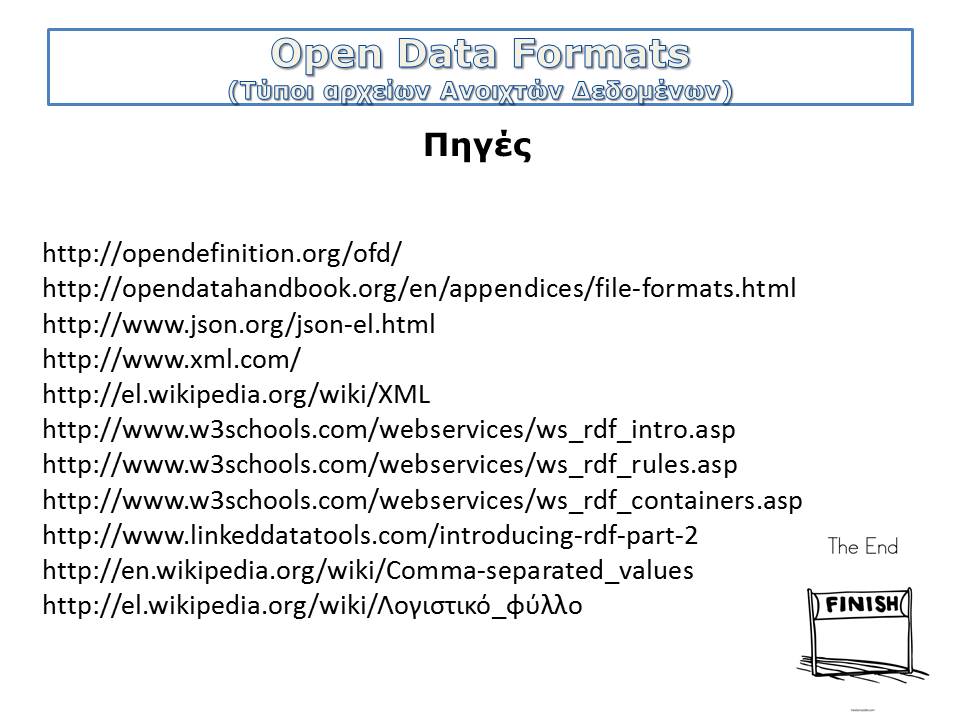 Open Data Formats
(Τύποι αρχείων Ανοιχτών Δεδομένων)
Πηγές
http://opendefinition.org/ofd/
http://opendatahandbook.org/en/appendices/file-formats.html
http://www.json.org/json-el.html
http://www.xml.com/
http://el.wikipedia.org/wiki/XML
http://www.w3schools.com/webservices/ws_rdf_intro.asp
http://www.w3schools.com/webservices/ws_rdf_rules.asp
http://www.w3schools.com/webservices/ws_rdf_containers.asp
http://www.linkeddatatools.com/introducing-rdf-part-2
http://en.wikipedia.org/wiki/Comma-separated_values
http://el.wikipedia.org/wiki/Λογιστικό_φύλλο
The End
FINISH